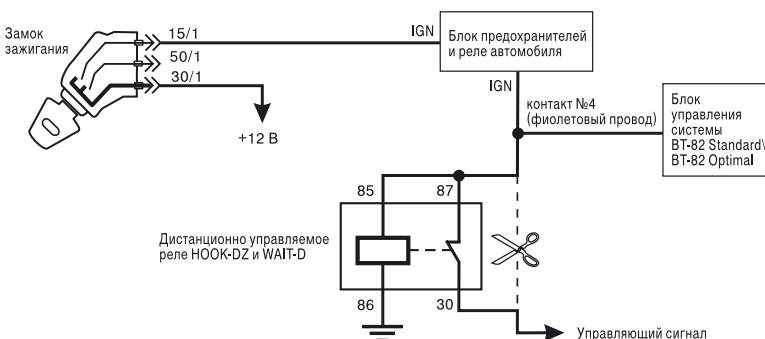 Замок
зажигания
15/1
50/1
30/1
+12 В
IGN
Блок предохранителей
и реле автомобиля
IGN
контакт №4
(фиолетовый провод)
Блок
управления
системы
BT-82 Standard\
BT-82 Optimal
85
87
Дистанционно управляемое
реле HOOK-DZ и WAIT-D
86
30
Управляющий сигнал